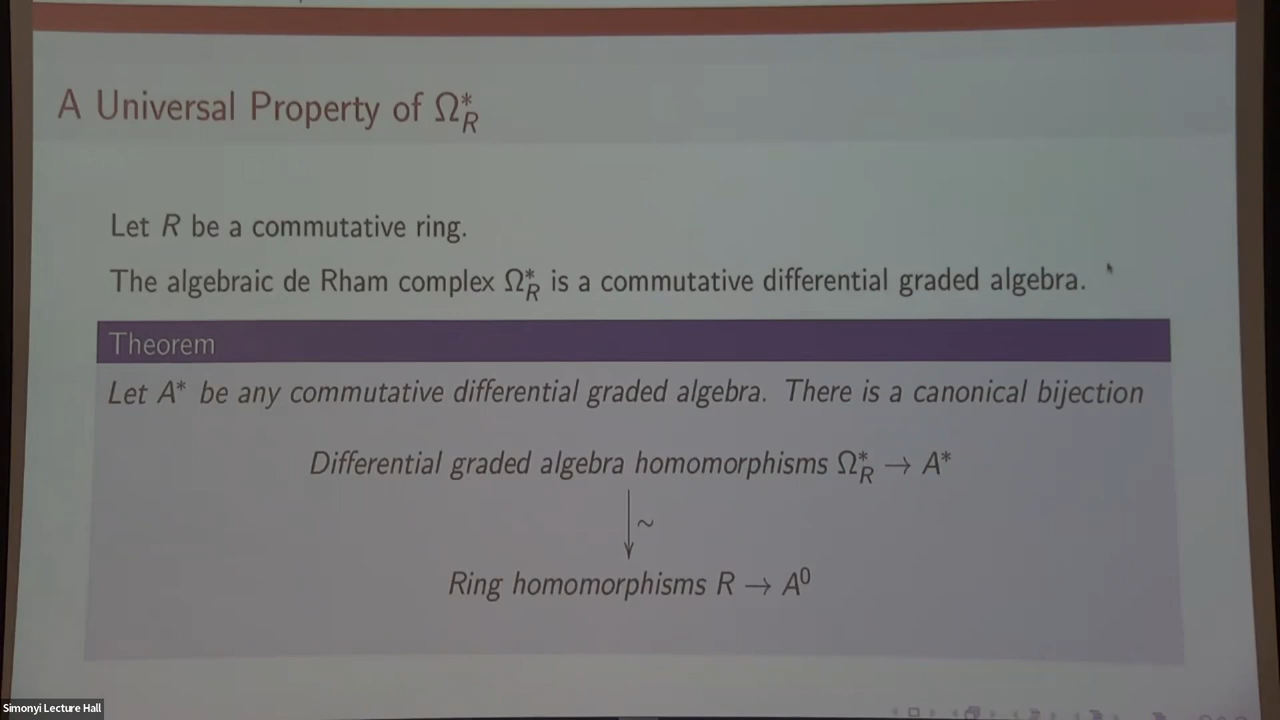 A Universal Property of Ω*_R
Let R be a commutative ring.
The algebraic de Rham complex Ω*_R is a commutative differential graded algebra.
Theorem
Let A* be any commutative differential graded algebra. There is a canonical bijection
Differential graded algebra homomorphisms Ω*_R → A*
∼
Ring homomorphisms R → A⁰
Simonyi Lecture Hall